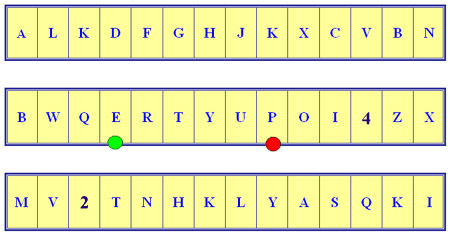 A L K D F G H J K X C V B N
B W Q E R T Y U P O I 4 Z X
M V 2 T N H K L Y A S Q K I